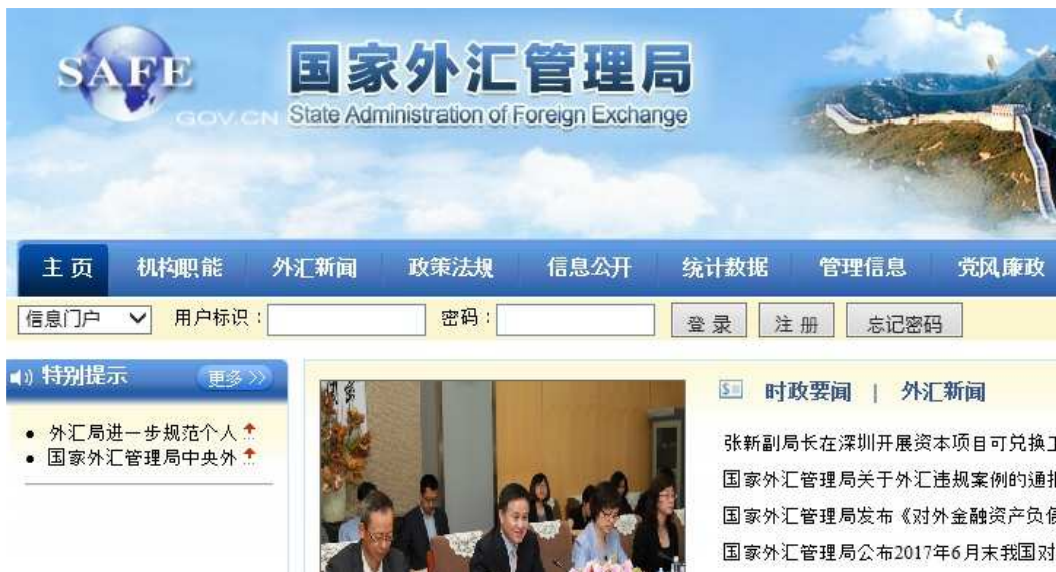 SAFE
GOV.CN
国家外汇管理局
State Administration of Foreign Exchange
主页 机构职能 外汇新闻 政策法规 信息公开 统计数据 管理信息 党风廉政
信息门户 用户标识： 密码： 登录 注册 忘记密码
特别提示 更多>>
时政要闻 | 外汇新闻
外汇局进一步规范个人
国家外汇管理局中央外
张新副局长在深圳开展资本项目可兑换
国家外汇管理局关于外汇违规案例的通报
国家外汇管理局发布《对外金融资产负债
国家外汇管理局公布2017年6月末我国对